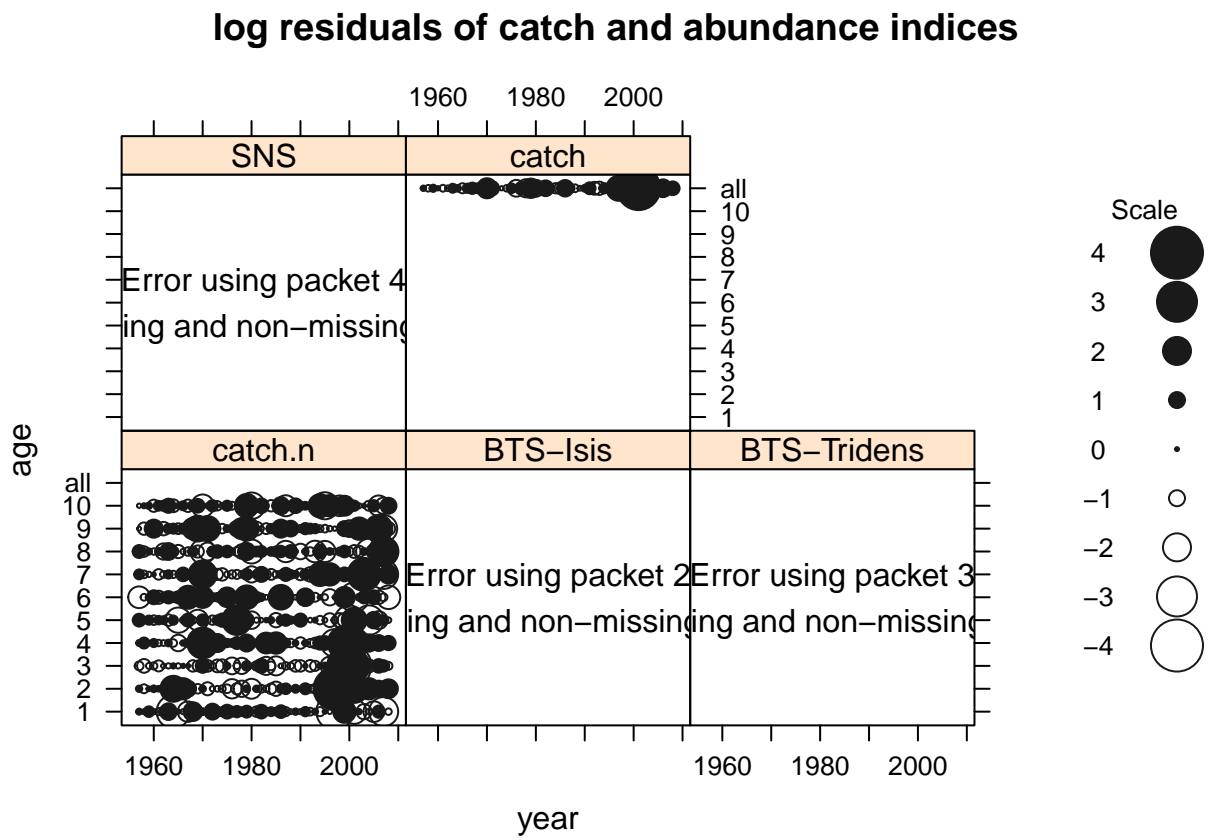 log residuals of catch and abundance indices
1960 1980 2000
SNS catch
all
10
9
8
7
6
5
4
3
2
1
Error using packet 4
ing and non−missing
Scale
4
3
2
1
0
−1
−2
−3
−4
age
catch.n BTS−Isis BTS−Tridens
all
10
9
8
7
6
5
4
3
2
1
Error using packet 2
ing and non−missing
Error using packet 3
ing and non−missing
1960 1980 2000 1960 1980 2000
year